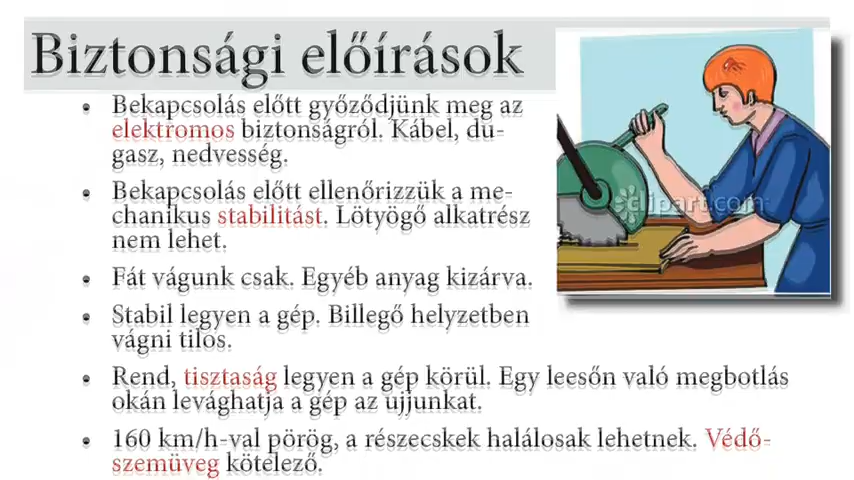 Biztonsági előírások
• Bekapcsolás előtt győződjünk meg az
elektromos biztonságról. Kábel, du-
gasz, nedvesség.
• Bekapcsolás előtt ellenőrizzük a me-
chanikus stabilitást. Lötyögő alkatrész
nem lehet.
• Fát vágunk csak. Egyéb anyag kizárva.
• Stabil legyen a gép. Billegő helyzetben
vágni tilos.
• Rend, tisztaság legyen a gép körül. Egy leesőn való megbotlás
okán levághatja a gép az ujjunkat.
• 160 km/h-val pörög, a részecskek halálosak lehetnek. Védő-
szemüveg kötelező.
eclipart.com